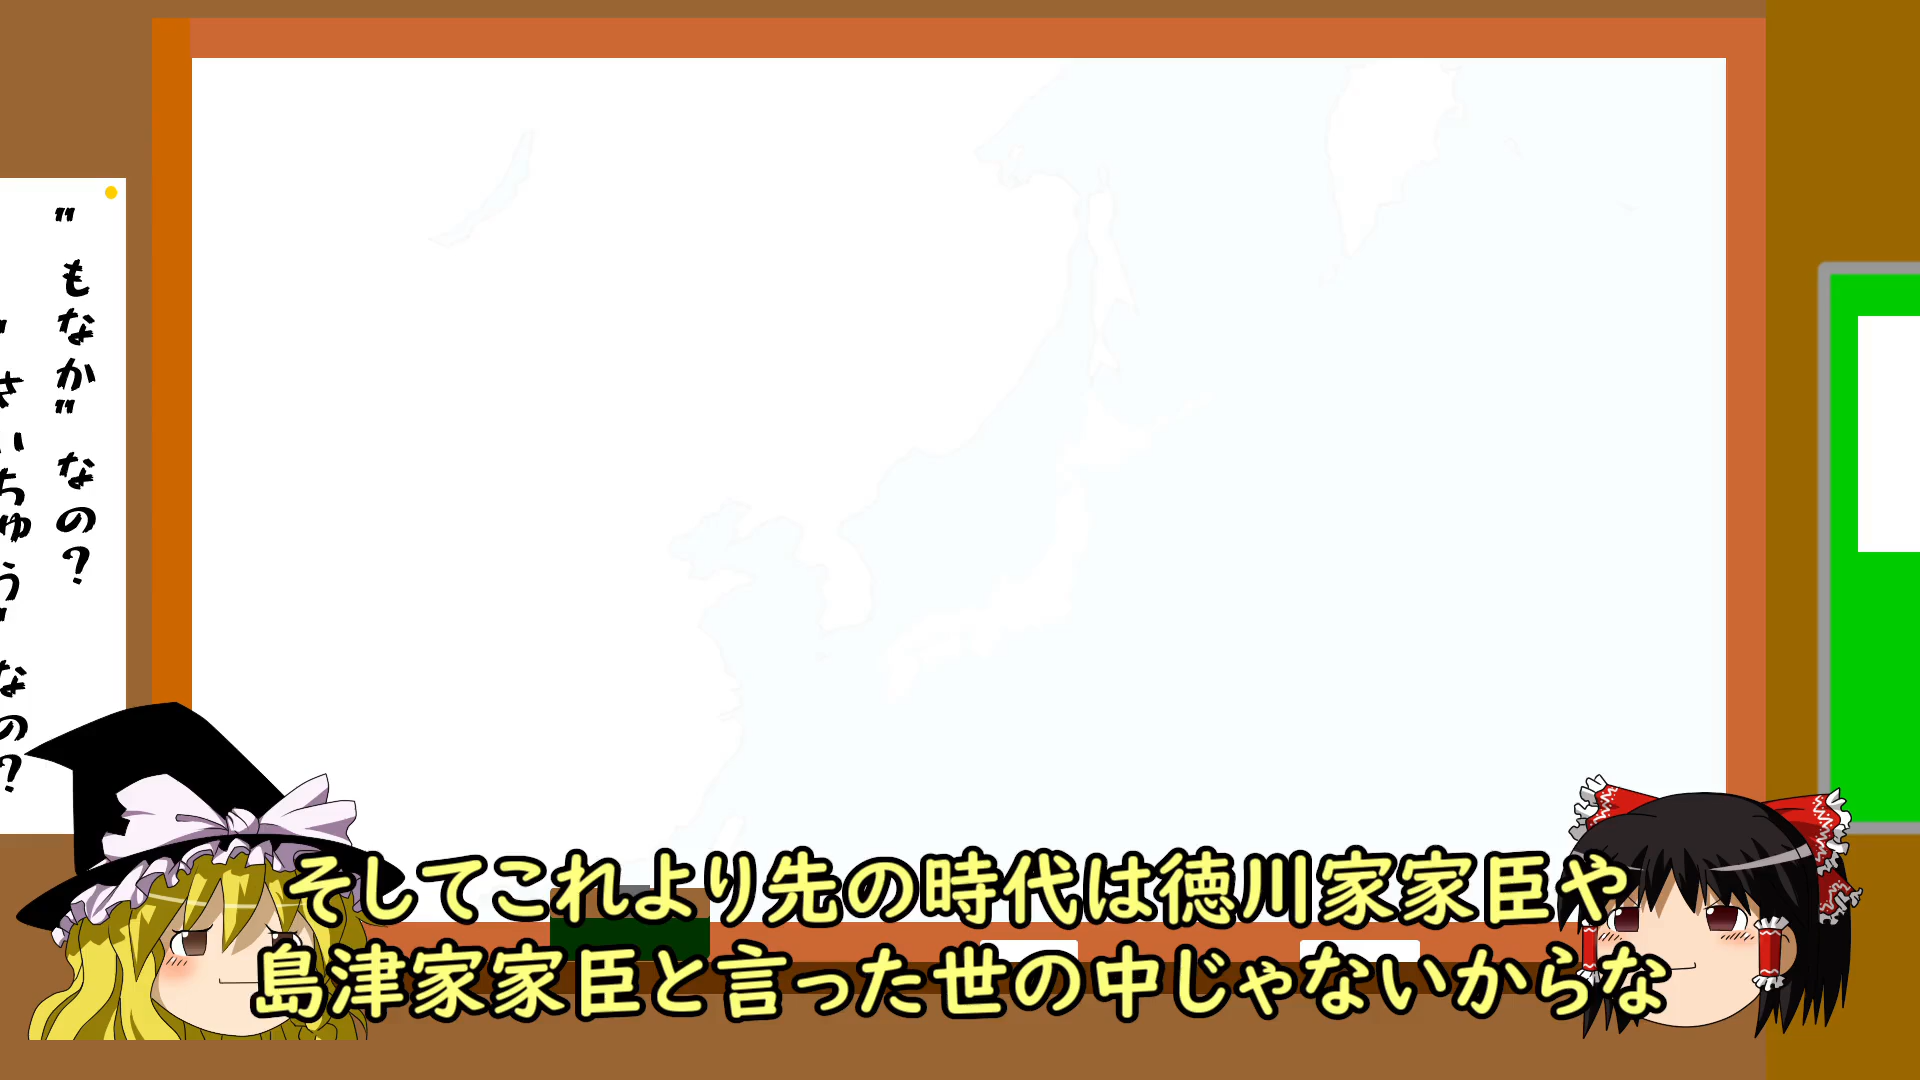 "もなか"なの?
"さいちゅう"なの?
そしてこれより先の時代は徳川家家臣や
島津家家臣と言った世の中じゃないからな